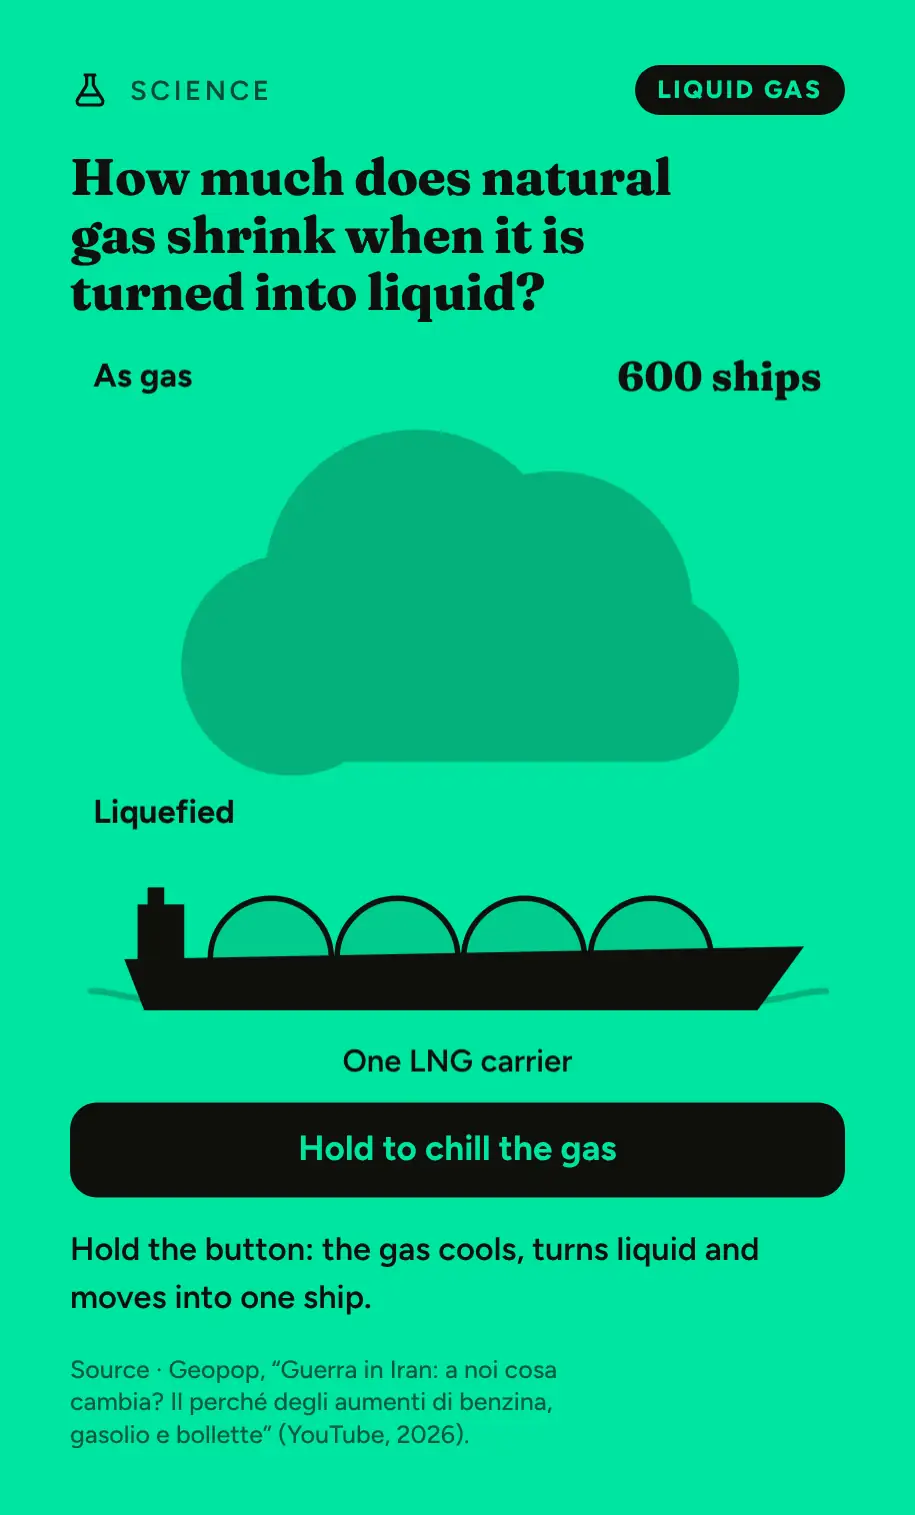 SCIENCE
LIQUID GAS
How much does natural
gas shrink when it is
turned into liquid?
As gas
600 ships
Liquefied
One LNG carrier
Hold to chill the gas
Hold the button: the gas cools, turns liquid and
moves into one ship.
Source · Geopop, “Guerra in Iran: a noi cosa
cambia? Il perché degli aumenti di benzina,
gasolio e bollette” (YouTube, 2026).